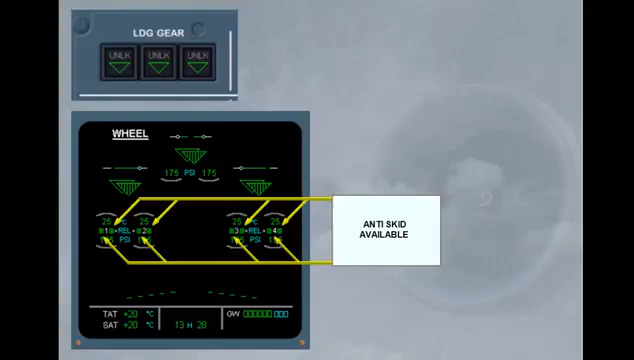 LDG GEAR
UNLK UNLK UNLK
WHEEL
175 PSI 175
25 °C 25
1 REL 2
PSI
25 °C 25
3 REL 4
PSI
ANTI SKID
AVAILABLE
TAT +20 °C
SAT +20 °C
13 H 28
GW